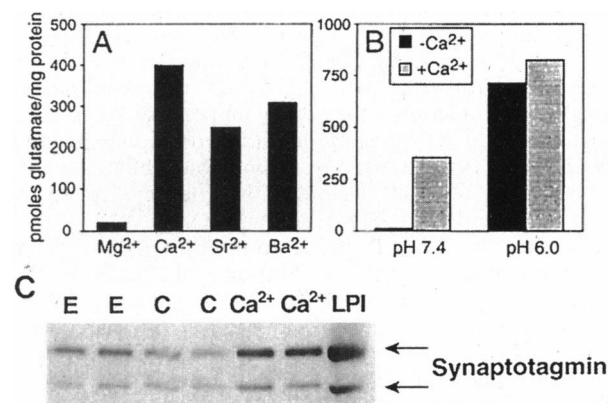 A
pmoles glutamate/mg protein
500
400
300
200
100
0
Mg2+ Ca2+ Sr2+ Ba2+
B
-Ca2+
+Ca2+
1000
750
500
250
0
pH 7.4 pH 6.0
C
E E C C Ca2+ Ca2+ LPI
Synaptotagmin